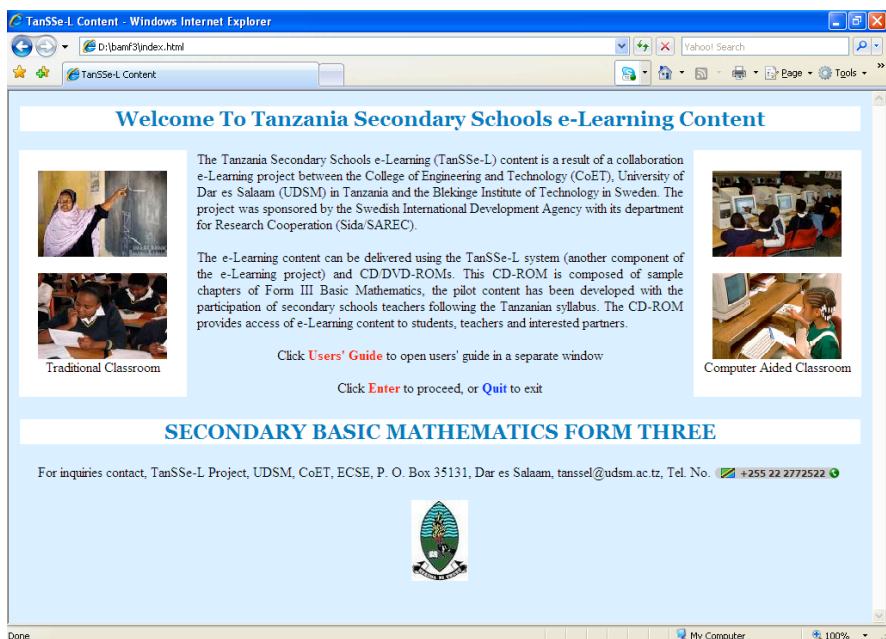 TanSSe-L Content - Windows Internet Explorer
D:\bamf3\index.html
Yahoo! Search
TanSSe-L Content
Page
Tools
Welcome To Tanzania Secondary Schools e-Learning Content
The Tanzania Secondary Schools e-Learning (TanSSe-L) content is a result of a collaboration
e-Learning project between the College of Engineering and Technology (CoET), University of
Dar es Salaam (UDSM) in Tanzania and the Blekinge Institute of Technology in Sweden. The
project was sponsored by the Swedish International Development Agency with its department
for Research Cooperation (Sida/SAREC).
The e-Learning content can be delivered using the TanSSe-L system (another component of
the e-Learning project) and CD/DVD-ROMs. This CD-ROM is composed of sample
chapters of Form III Basic Mathematics, the pilot content has been developed with the
participation of secondary schools teachers following the Tanzanian syllabus. The CD-ROM
provides access of e-Learning content to students, teachers and interested partners.
Click Users' Guide to open users' guide in a separate window
Click Enter to proceed, or Quit to exit
Traditional Classroom
Computer Aided Classroom
SECONDARY BASIC MATHEMATICS FORM THREE
For inquiries contact, TanSSe-L Project, UDSM, CoET, ECSE, P. O. Box 35131, Dar es Salaam, tanssel@udsm.ac.tz, Tel. No. +255 22 2772522
Done
My Computer
100%